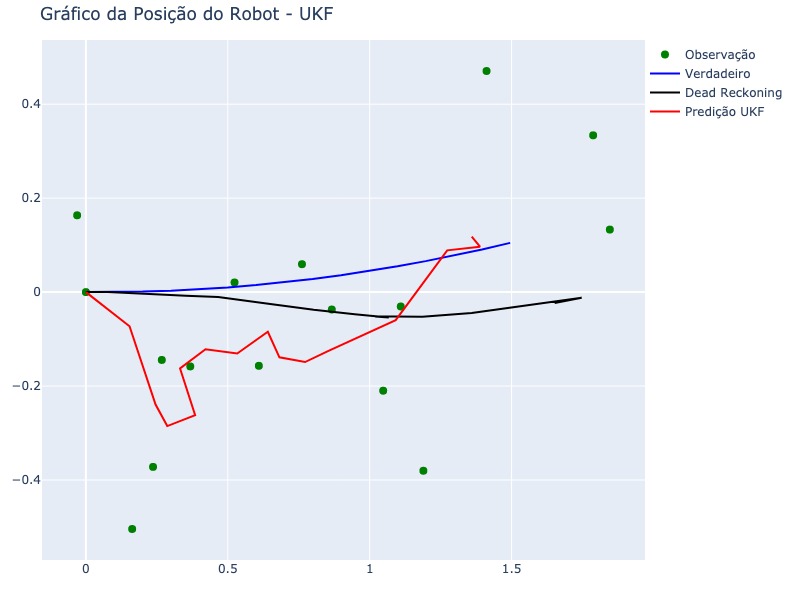 Gráfico da Posição do Robot - UKF
Observação
Verdadeiro
Dead Reckoning
Predição UKF
0.4
0.2
0
−0.2
−0.4
0
0.5
1
1.5